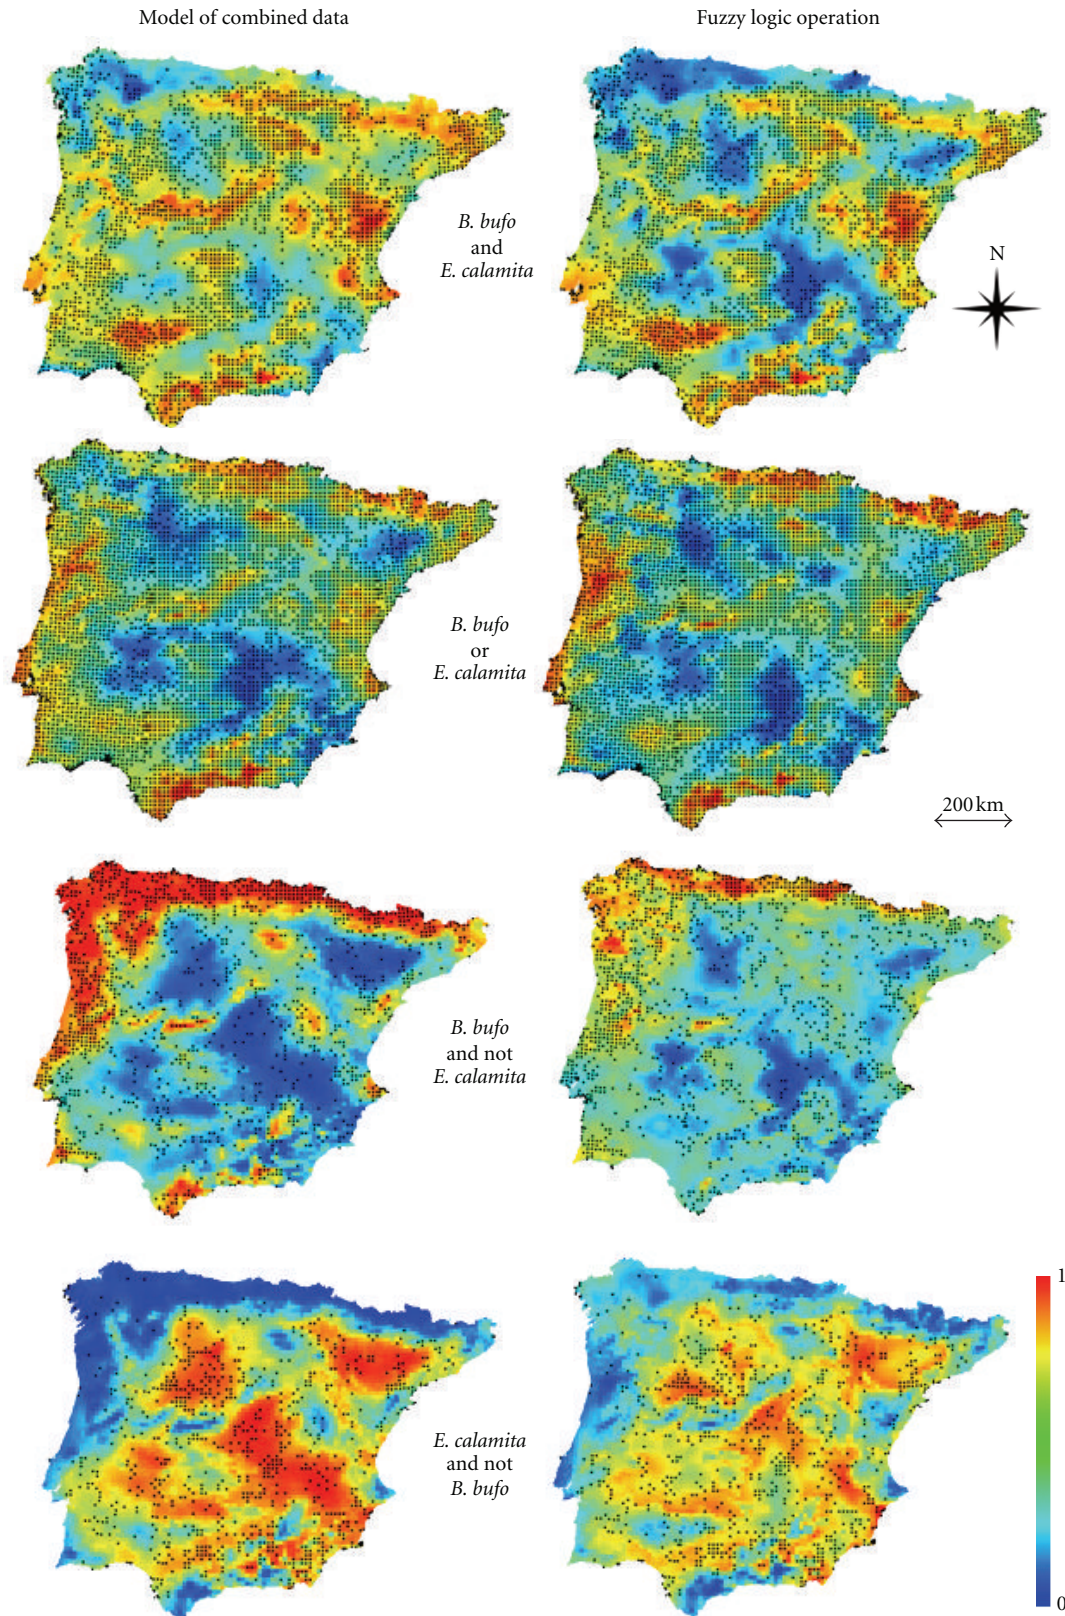 Model of combined data
Fuzzy logic operation
B. bufo
and
E. calamita
N
B. bufo
or
E. calamita
200 km
B. bufo
and not
E. calamita
1
E. calamita
and not
B. bufo
0